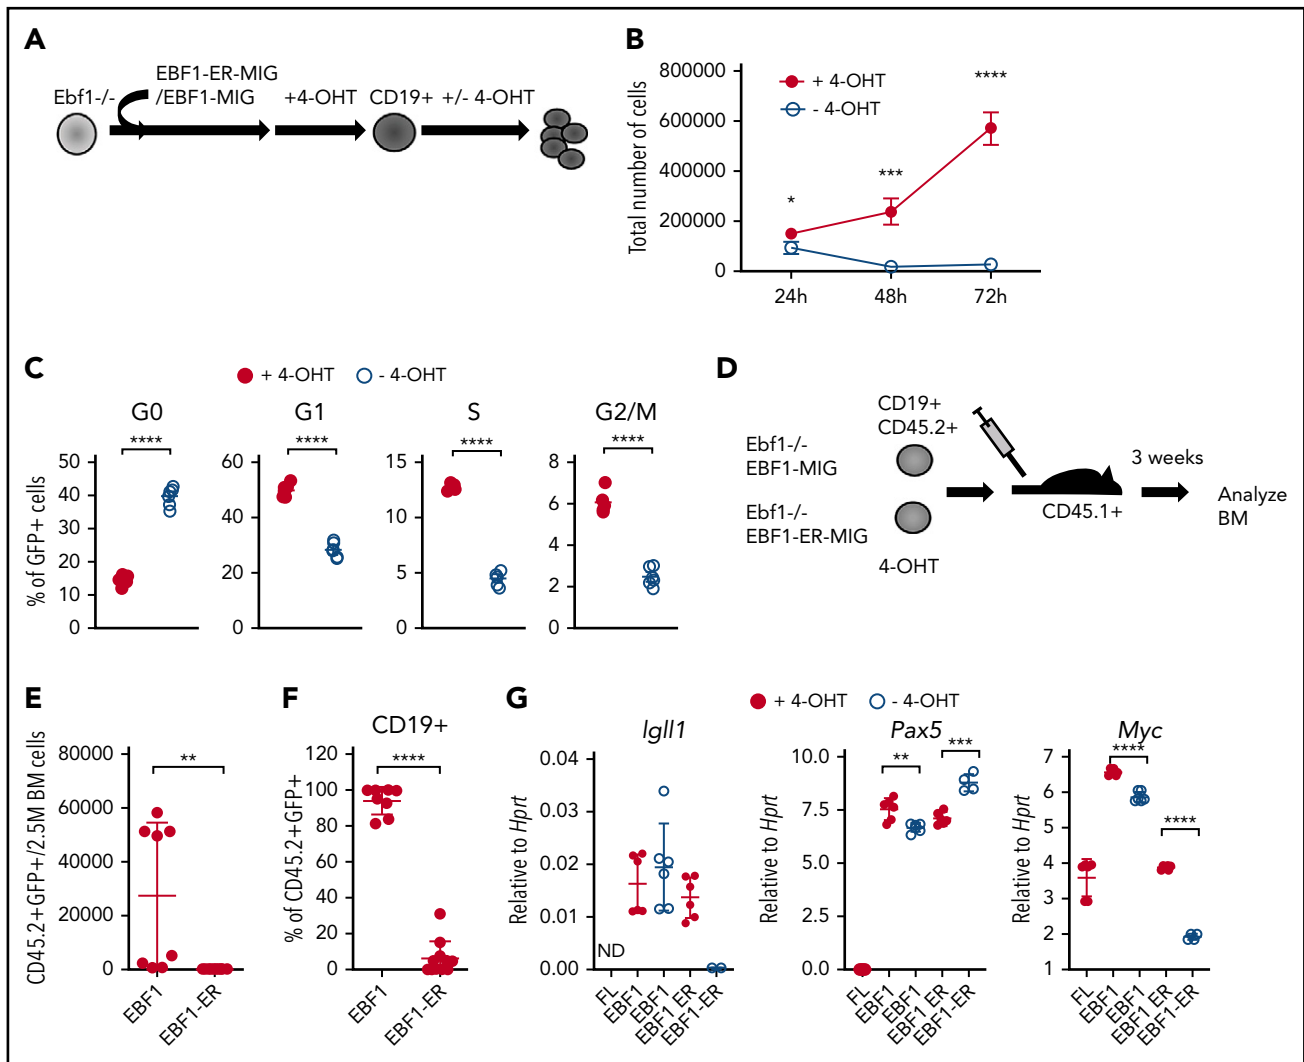 A
Ebf1-/-
EBF1-ER-MIG
/EBF1-MIG
+4-OHT
CD19+
+/- 4-OHT
B
Total number of cells
800000
600000
400000
200000
0
+ 4-OHT
- 4-OHT
*
***
****
24h
48h
72h
C
+ 4-OHT
- 4-OHT
% of GFP+ cells
G0
****
50
40
30
20
10
0
G1
****
60
40
20
0
S
****
15
10
5
0
G2/M
****
8
6
4
2
0
D
Ebf1-/-
EBF1-MIG
Ebf1-/-
EBF1-ER-MIG
CD19+
CD45.2+
4-OHT
CD45.1+
3 weeks
Analyze
BM
E
CD45.2+GFP+/2.5M BM cells
80000
60000
40000
20000
0
**
EBF1
EBF1-ER
F
CD19+
% of CD45.2+GFP+
120
100
80
60
40
20
0
****
EBF1
EBF1-ER
G
+ 4-OHT
- 4-OHT
Igll1
Relative to Hprt
0.04
0.03
0.02
0.01
0.00
ND
FL
EBF1
EBF1
EBF1 ER
EBF1-ER
Pax5
Relative to Hprt
10.0
7.5
5.0
2.5
0.0
**
***
FL
EBF1
EBF1
EBF1 ER
EBF1-ER
Myc
Relative to Hprt
7
6
5
4
3
2
1
****
****
FL
EBF1
EBF1
EBF1 ER
EBF1-ER